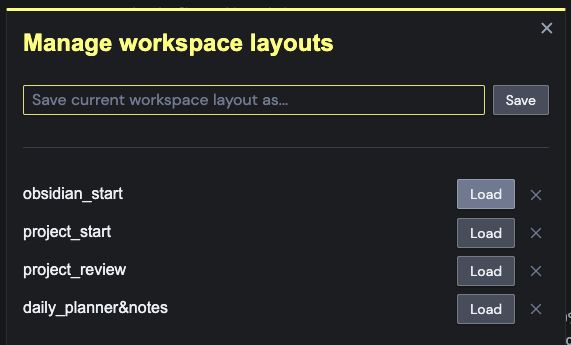 Manage workspace layouts
Save current workspace layout as...
Save
obsidian_start
Load
project_start
Load
project_review
Load
daily_planner&notes
Load